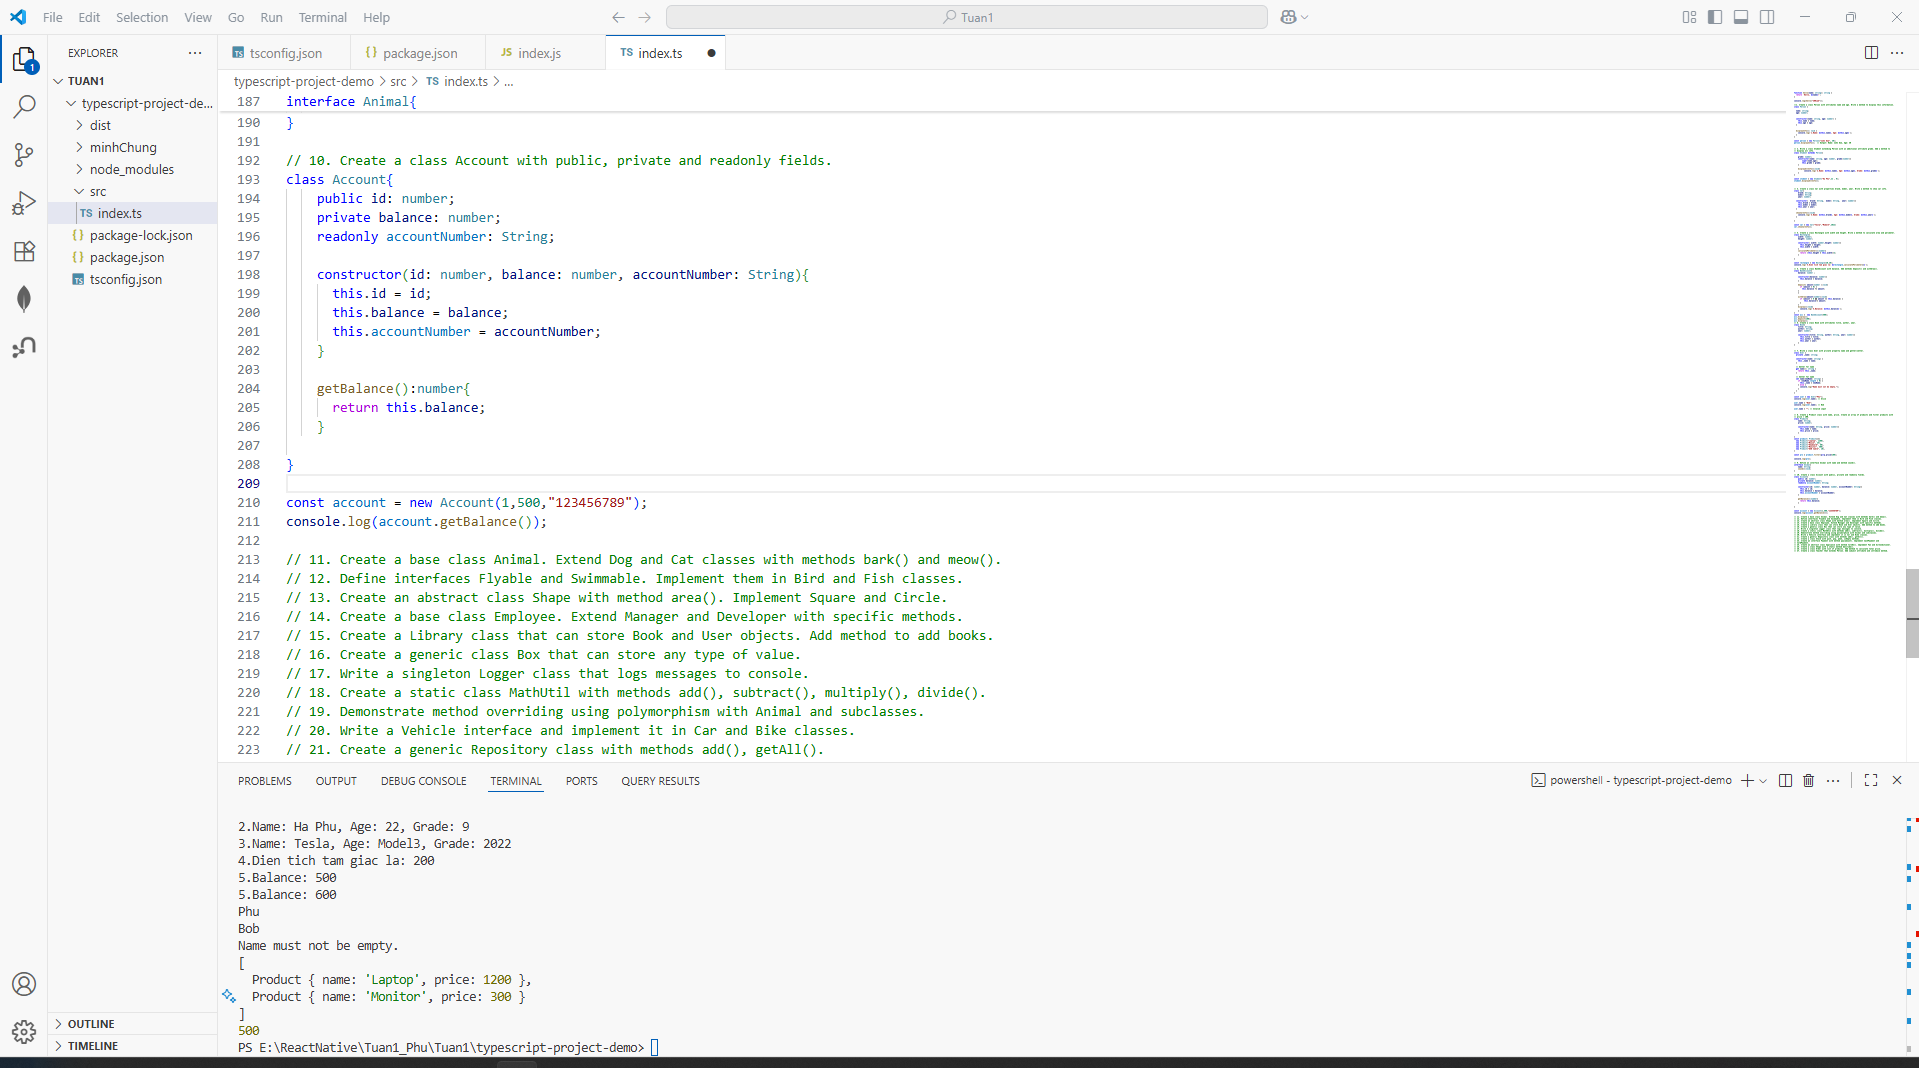 File Edit Selection View Go Run Terminal Help
Tuan1
EXPLORER
TUAN1
typescript-project-de...
dist
minhChung
node_modules
src
TS index.ts
{} package-lock.json
{} package.json
tsconfig.json
OUTLINE
TIMELINE
1
tsconfig.json
{} package.json
JS index.js
TS index.ts
typescript-project-demo > src > TS index.ts > ...
187 interface Animal{
190 }
191
192 // 10. Create a class Account with public, private and readonly fields.
193 class Account{
194 public id: number;
195 private balance: number;
196 readonly accountNumber: String;
197
198 constructor(id: number, balance: number, accountNumber: String){
199 this.id = id;
200 this.balance = balance;
201 this.accountNumber = accountNumber;
202 }
203
204 getBalance():number{
205 return this.balance;
206 }
207
208 }
209
210 const account = new Account(1,500,"123456789");
211 console.log(account.getBalance());
212
213 // 11. Create a base class Animal. Extend Dog and Cat classes with methods bark() and meow().
214 // 12. Define interfaces Flyable and Swimmable. Implement them in Bird and Fish classes.
215 // 13. Create an abstract class Shape with method area(). Implement Square and Circle.
216 // 14. Create a base class Employee. Extend Manager and Developer with specific methods.
217 // 15. Create a Library class that can store Book and User objects. Add method to add books.
218 // 16. Create a generic class Box that can store any type of value.
219 // 17. Write a singleton Logger class that logs messages to console.
220 // 18. Create a static class MathUtil with methods add(), subtract(), multiply(), divide().
221 // 19. Demonstrate method overriding using polymorphism with Animal and subclasses.
222 // 20. Write a Vehicle interface and implement it in Car and Bike classes.
223 // 21. Create a generic Repository class with methods add(), getAll().
PROBLEMS OUTPUT DEBUG CONSOLE TERMINAL PORTS QUERY RESULTS
powershell - typescript-project-demo
2.Name: Ha Phu, Age: 22, Grade: 9
3.Name: Tesla, Age: Model3, Grade: 2022
4.Dien tich tam giac la: 200
5.Balance: 500
5.Balance: 600
Phu
Bob
Name must not be empty.
[
Product { name: 'Laptop', price: 1200 },
Product { name: 'Monitor', price: 300 }
]
500
PS E:\ReactNative\Tuan1_Phu\Tuan1\typescript-project-demo>